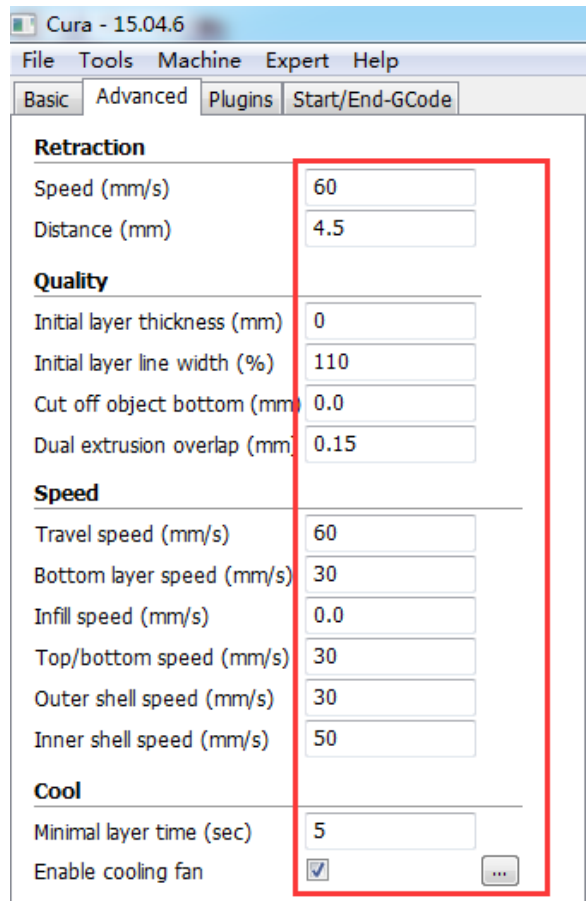 Cura - 15.04.6
File Tools Machine Expert Help
Basic Advanced Plugins Start/End-GCode
Retraction
Speed (mm/s) 60
Distance (mm) 4.5
Quality
Initial layer thickness (mm) 0
Initial layer line width (%) 110
Cut off object bottom (mm) 0.0
Dual extrusion overlap (mm) 0.15
Speed
Travel speed (mm/s) 60
Bottom layer speed (mm/s) 30
Infill speed (mm/s) 0.0
Top/bottom speed (mm/s) 30
Outer shell speed (mm/s) 30
Inner shell speed (mm/s) 50
Cool
Minimal layer time (sec) 5
Enable cooling fan ...